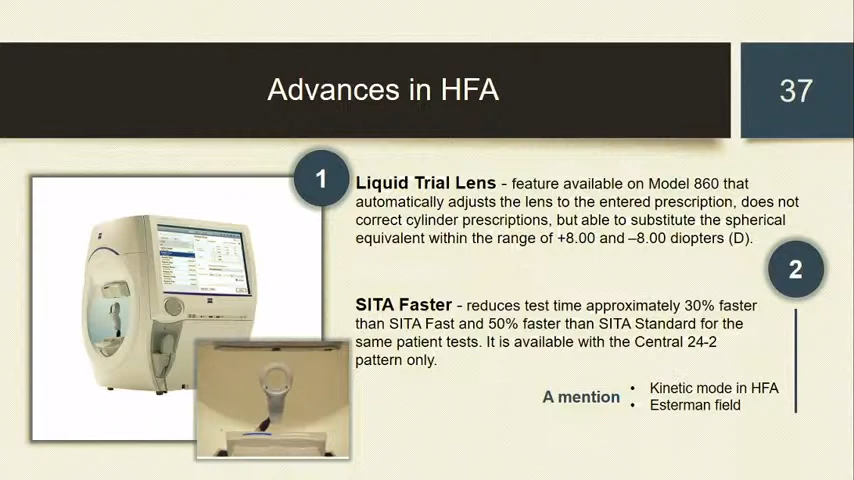 Advances in HFA
37
1
Liquid Trial Lens - feature available on Model 860 that
automatically adjusts the lens to the entered prescription, does not
correct cylinder prescriptions, but able to substitute the spherical
equivalent within the range of +8.00 and –8.00 diopters (D).
2
SITA Faster - reduces test time approximately 30% faster
than SITA Fast and 50% faster than SITA Standard for the
same patient tests. It is available with the Central 24-2
pattern only.
A mention
• Kinetic mode in HFA
• Esterman field